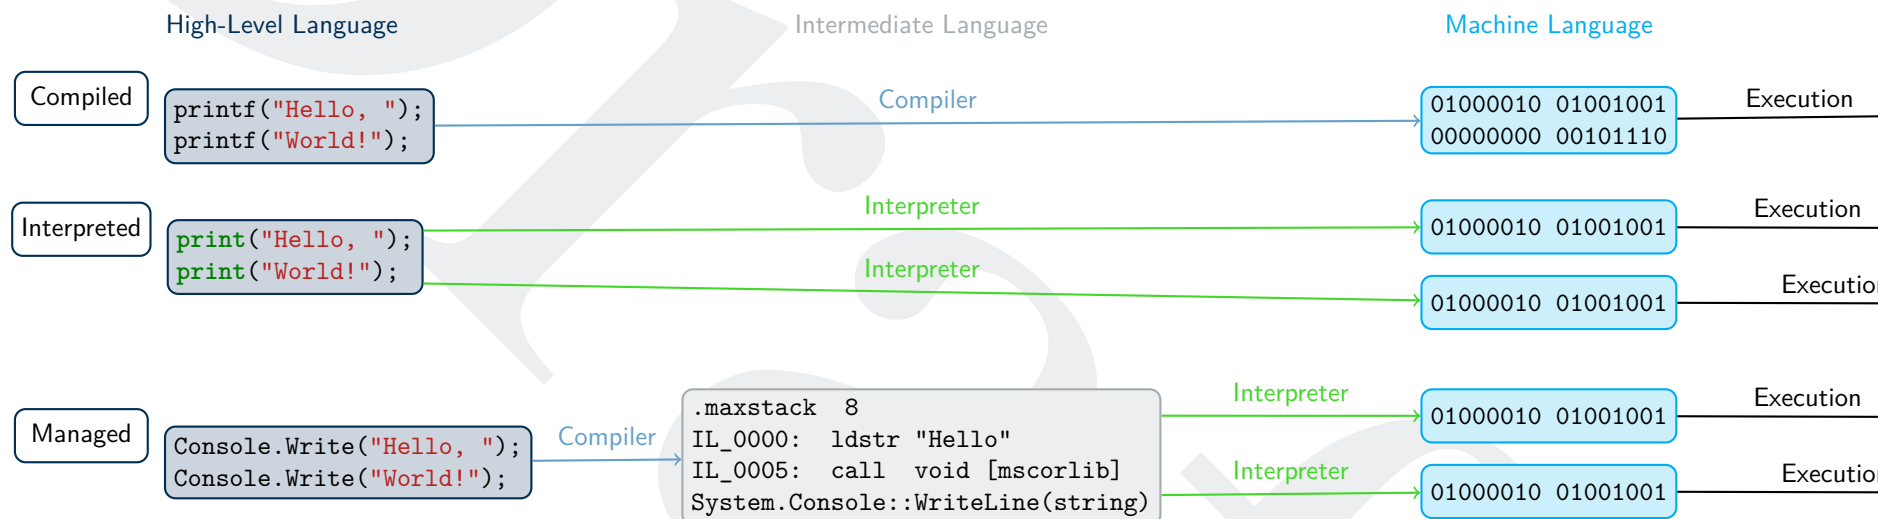 High-Level Language
Intermediate Language
Machine Language
Compiled
printf("Hello, ");
printf("World!");
Compiler
01000010 01001001
00000000 00101110
Execution
Interpreted
print("Hello, ");
print("World!");
Interpreter
01000010 01001001
Execution
Interpreter
01000010 01001001
Execution
Managed
Console.Write("Hello, ");
Console.Write("World!");
Compiler
.maxstack  8
IL_0000:  ldstr "Hello"
IL_0005:  call  void [mscorlib]
System.Console::WriteLine(string)
Interpreter
01000010 01001001
Execution
Interpreter
01000010 01001001
Execution